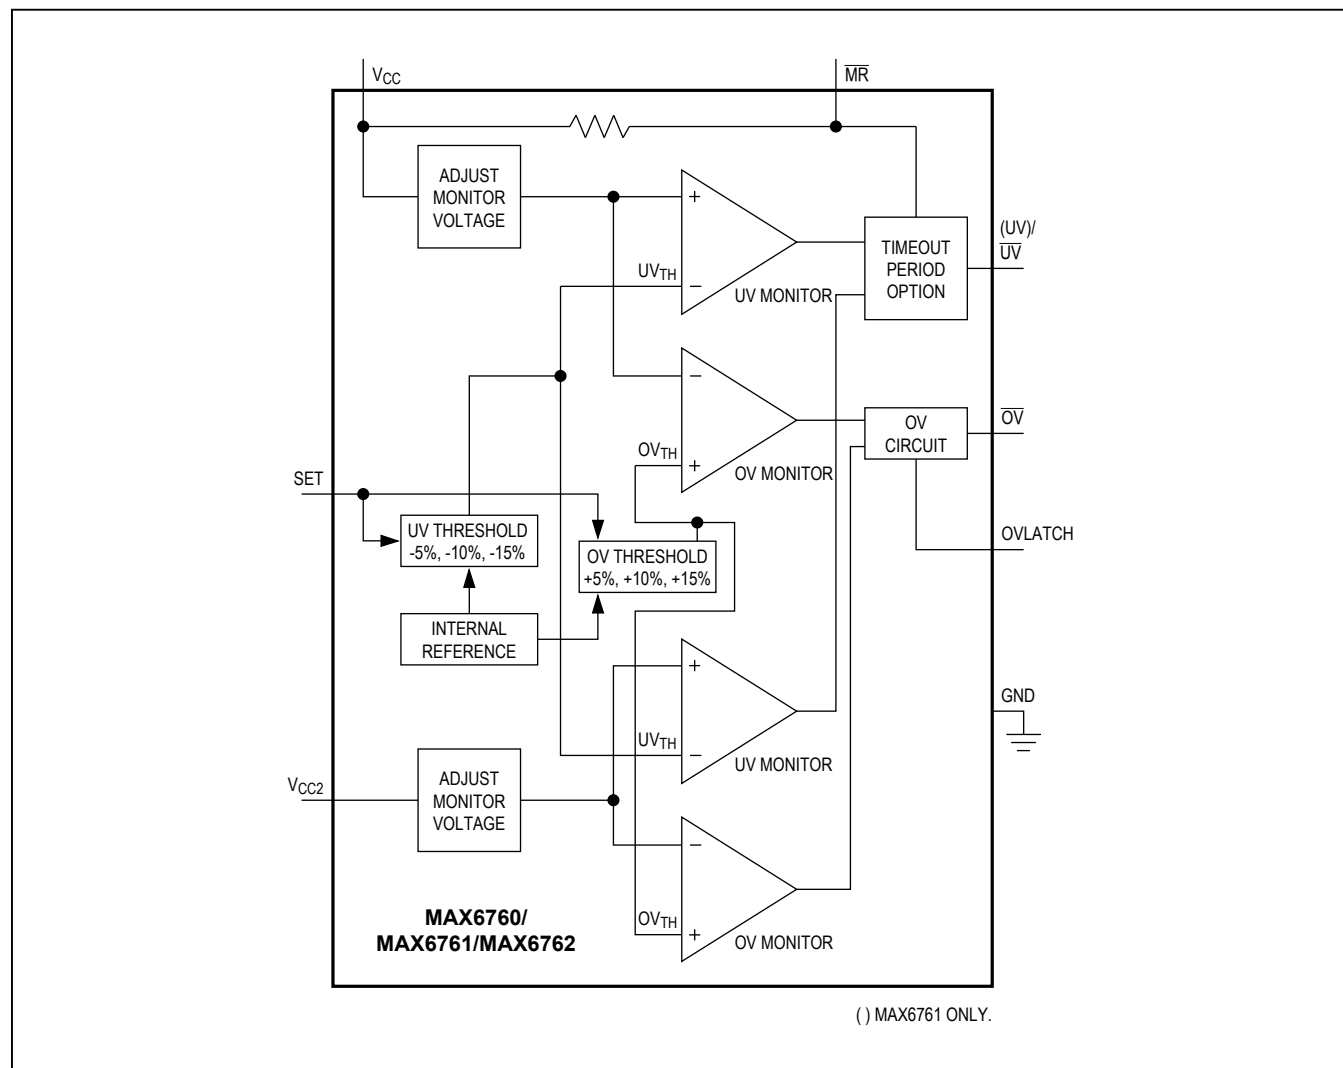 VCC
MR
ADJUST
MONITOR
VOLTAGE
+
UVTH
−
UV MONITOR
TIMEOUT
PERIOD
OPTION
(UV)/
UV
−
OVTH
+
OV MONITOR
OV
CIRCUIT
OV
OVLATCH
SET
UV THRESHOLD
-5%, -10%, -15%
OV THRESHOLD
+5%, +10%, +15%
INTERNAL
REFERENCE
+
UVTH
−
UV MONITOR
GND
VCC2
ADJUST
MONITOR
VOLTAGE
−
OVTH
+
OV MONITOR
MAX6760/
MAX6761/MAX6762
( ) MAX6761 ONLY.